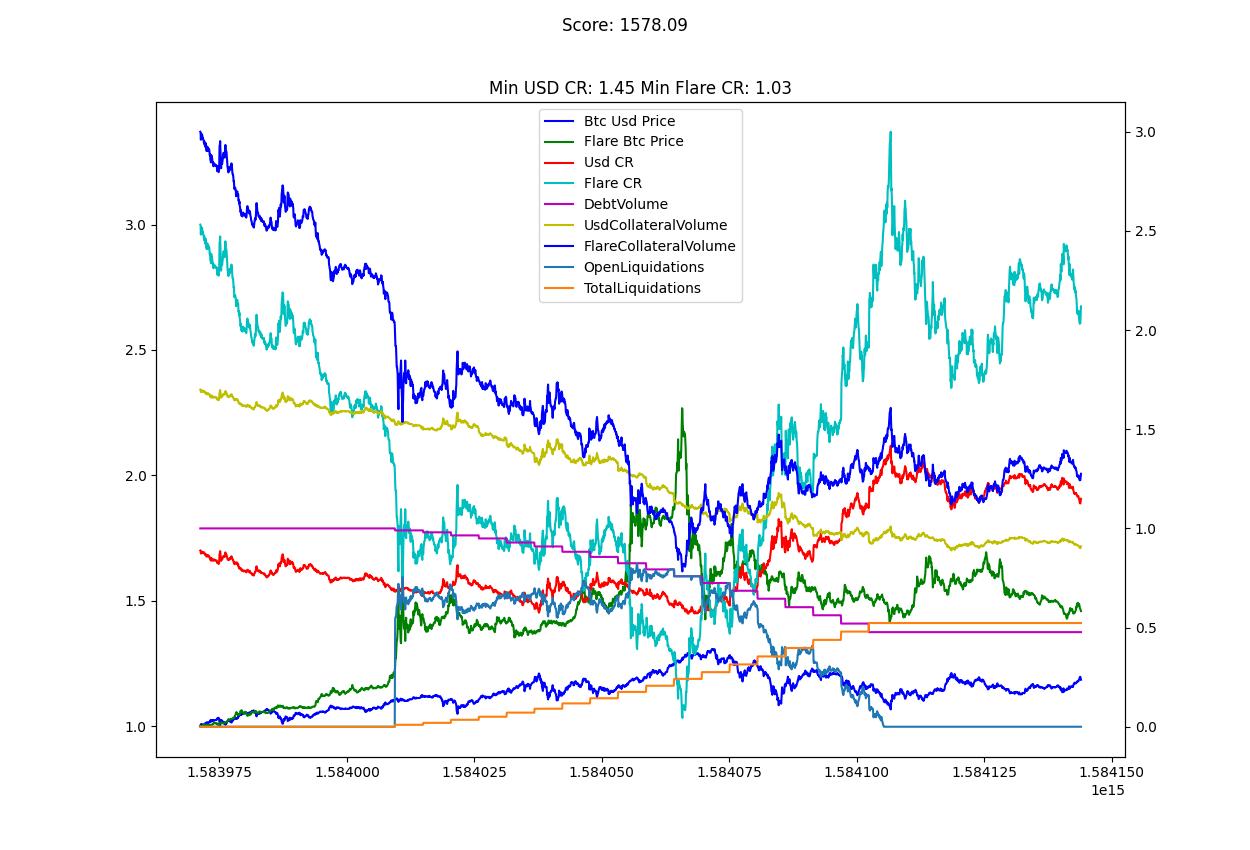 Score: 1578.09
Min USD CR: 1.45 Min Flare CR: 1.03
Btc Usd Price
Flare Btc Price
Usd CR
Flare CR
DebtVolume
UsdCollateralVolume
FlareCollateralVolume
OpenLiquidations
TotalLiquidations
3.0
2.5
2.0
1.5
1.0
3.0
2.5
2.0
1.5
1.0
0.5
0.0
1.583975
1.584000
1.584025
1.584050
1.584075
1.584100
1.584125
1.584150
1e15